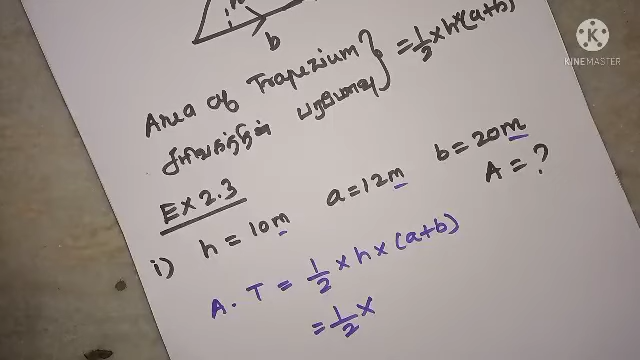 h
b
Area of Trapezium } = 1/2 x h x (a+b)
சரிவகத்தின் பரப்பளவு
Ex 2.3
i) h = 10m a = 12m b = 20m A = ?
A. T = 1/2 x h x (a+b)
= 1/2 x
KINEMASTER